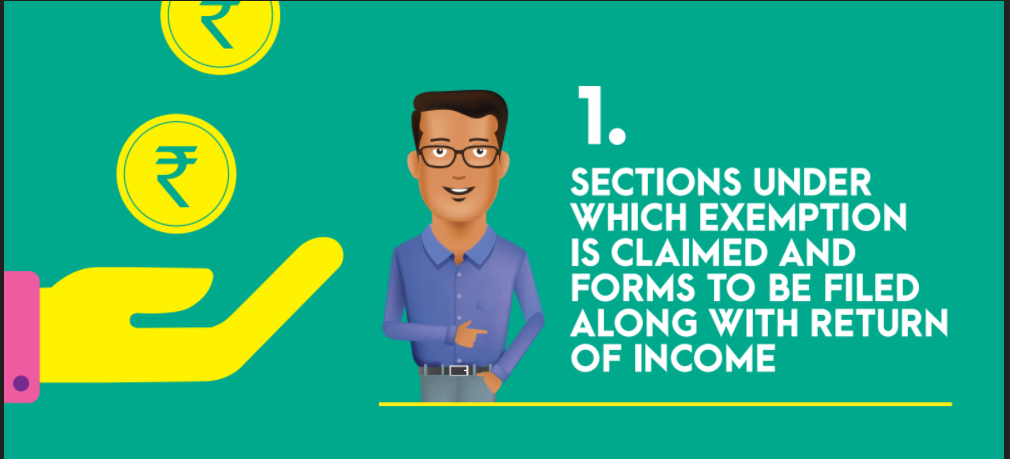 ₹
₹
1.
SECTIONS UNDER
WHICH EXEMPTION
IS CLAIMED AND
FORMS TO BE FILED
ALONG WITH RETURN
OF INCOME